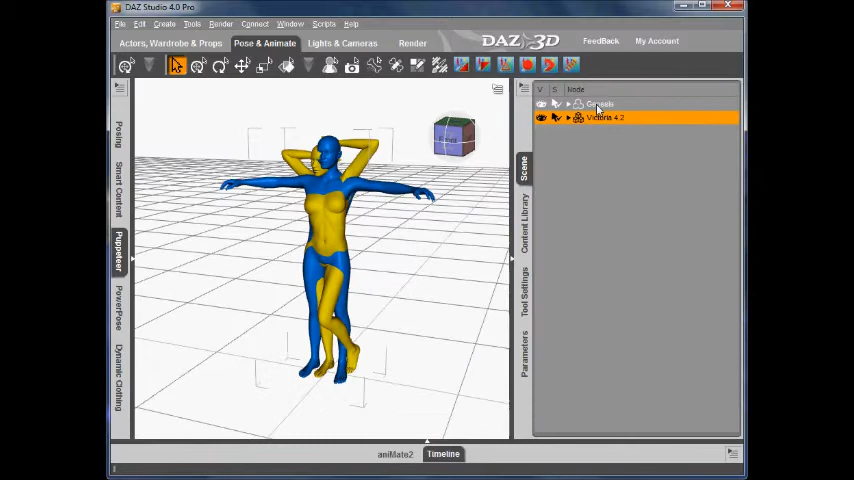 DAZ Studio 4.0 Pro
File Edit Create Tools Render Connect Window Scripts Help
Actors, Wardrobe & Props Pose & Animate Lights & Cameras Render DAZ 3D FeedBack My Account
V S Node
Genesis
Victoria 4.2
Posing
Smart Content
Puppeteer
PowerPose
Dynamic Clothing
Front
Scene
Content Library
Tool Settings
Parameters
aniMate2 Timeline